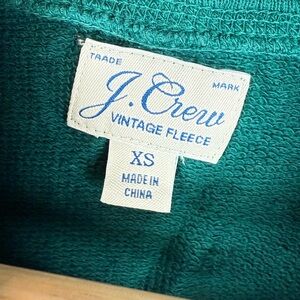 TRADE MARK
J.Crew
VINTAGE FLEECE
XS
MADE IN
CHINA